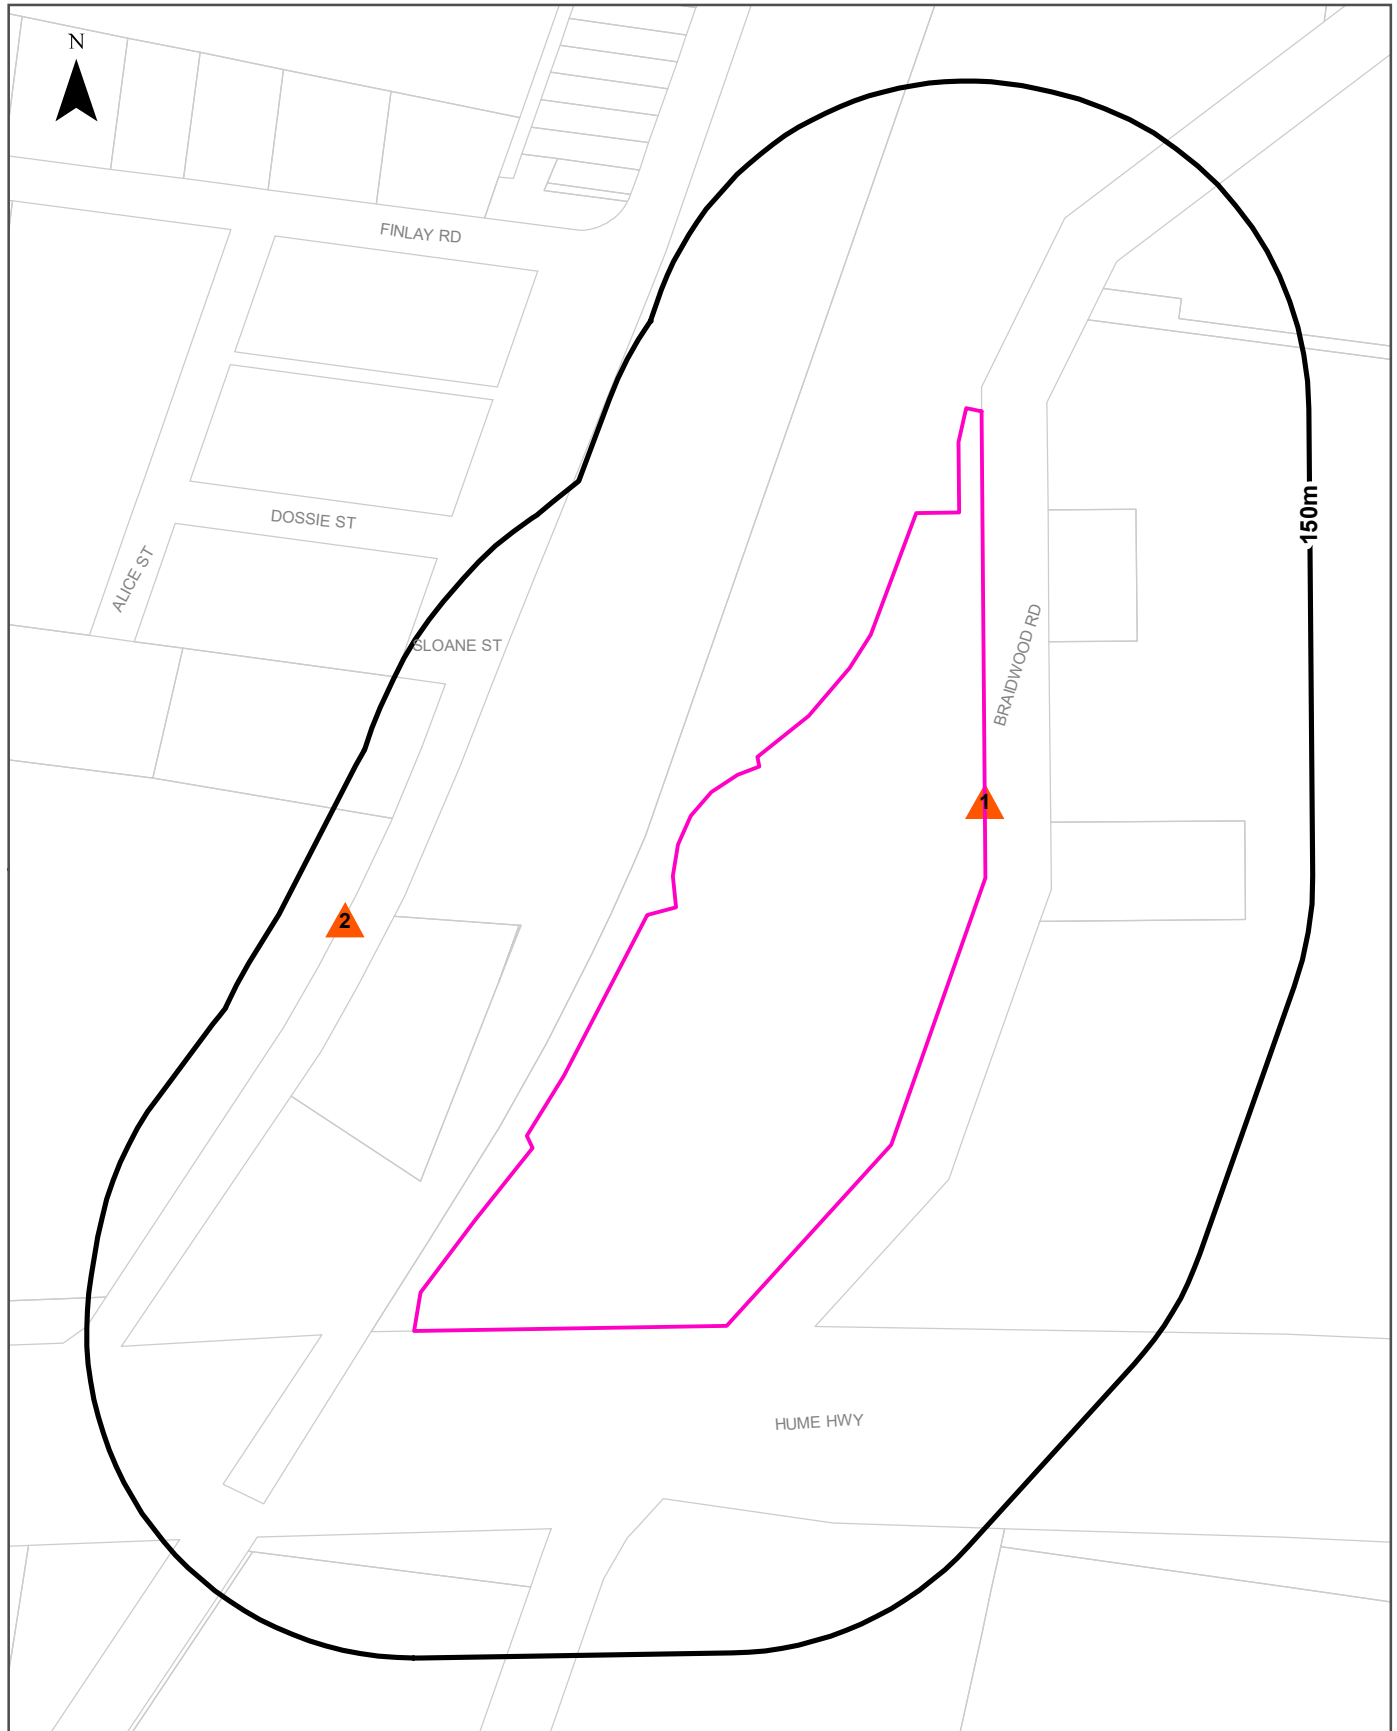 N
FINLAY RD
DOSSIE ST
150m
ALICE ST
SLOANE ST
BRAIDWOOD RD
1
2
HUME HWY